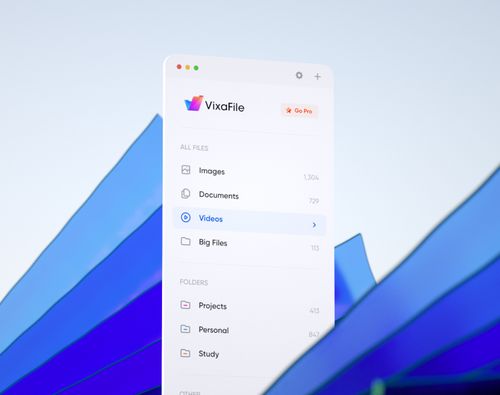 VixaFile
Go Pro
ALL FILES
Images 1,304
Documents 729
Videos
Big Files 113
FOLDERS
Projects 413
Personal 847
Study
OTHER